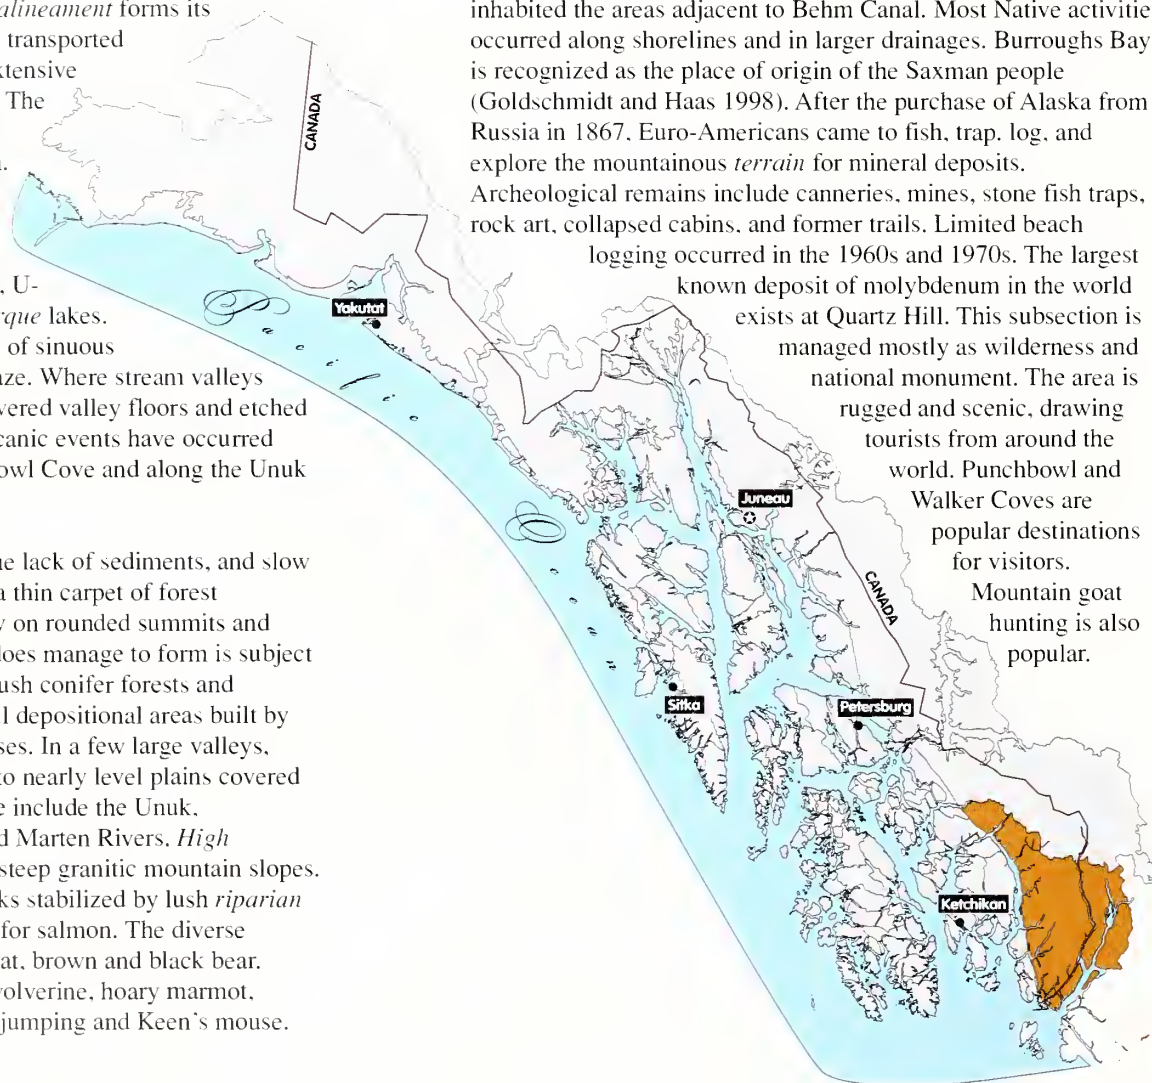 alineament forms its
transported
xtensive
The
n.
, U-
rque lakes.
of sinuous
aze. Where stream valleys
vered valley floors and etched
canic events have occurred
owl Cove and along the Unuk
ne lack of sediments, and slow
a thin carpet of forest
y on rounded summits and
does manage to form is subject
ush conifer forests and
l depositional areas built by
ses. In a few large valleys,
to nearly level plains covered
e include the Unuk,
d Marten Rivers. High
steep granitic mountain slopes.
ks stabilized by lush riparian
for salmon. The diverse
at, brown and black bear,
volverine, hoary marmot,
jumping and Keen's mouse.
inhabited the areas adjacent to Behm Canal. Most Native activitie
occurred along shorelines and in larger drainages. Burroughs Bay
is recognized as the place of origin of the Saxman people
(Goldschmidt and Haas 1998). After the purchase of Alaska from
Russia in 1867, Euro-Americans came to fish, trap, log, and
explore the mountainous terrain for mineral deposits.
Archeological remains include canneries, mines, stone fish traps,
rock art, collapsed cabins, and former trails. Limited beach
logging occurred in the 1960s and 1970s. The largest
known deposit of molybdenum in the world
exists at Quartz Hill. This subsection is
managed mostly as wilderness and
national monument. The area is
rugged and scenic, drawing
tourists from around the
world. Punchbowl and
Walker Coves are
popular destinations
for visitors.
Mountain goat
hunting is also
popular.
CANADA
Yakutat
Pacific
Ocean
Juneau
CANADA
Sitka
Petersburg
Ketchikan